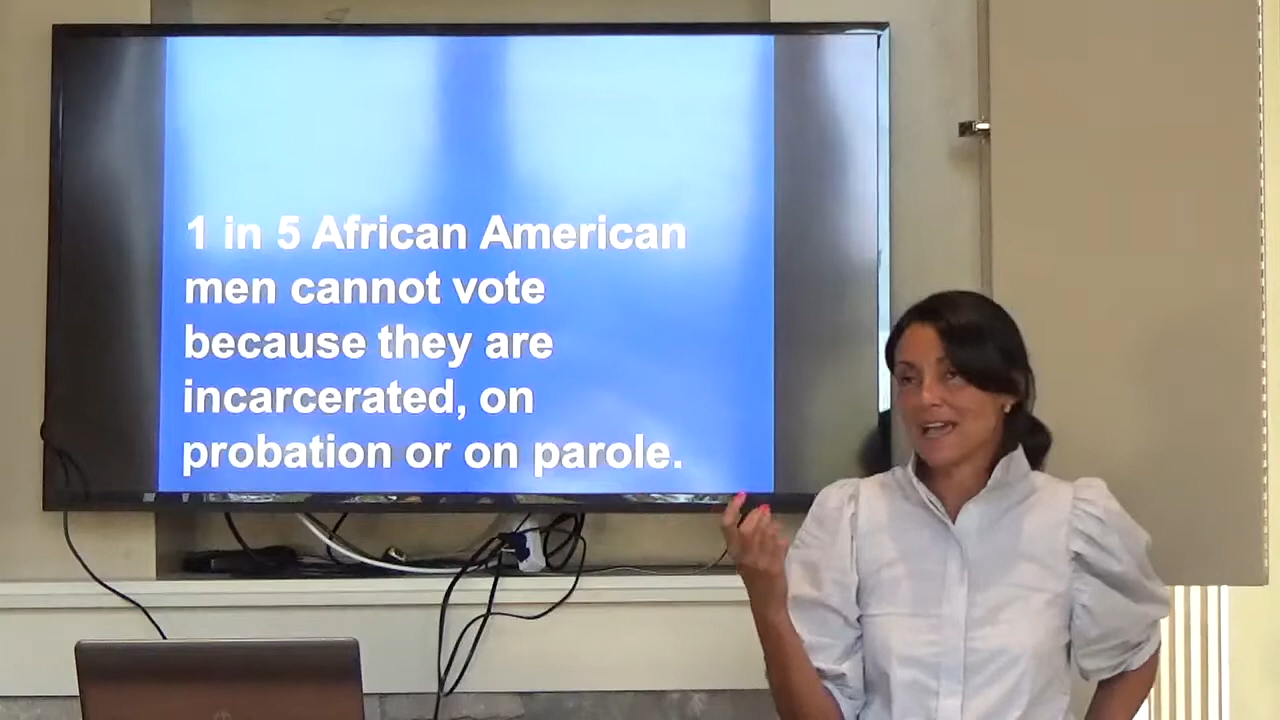 1 in 5 African American
men cannot vote
because they are
incarcerated, on
probation or on parole.